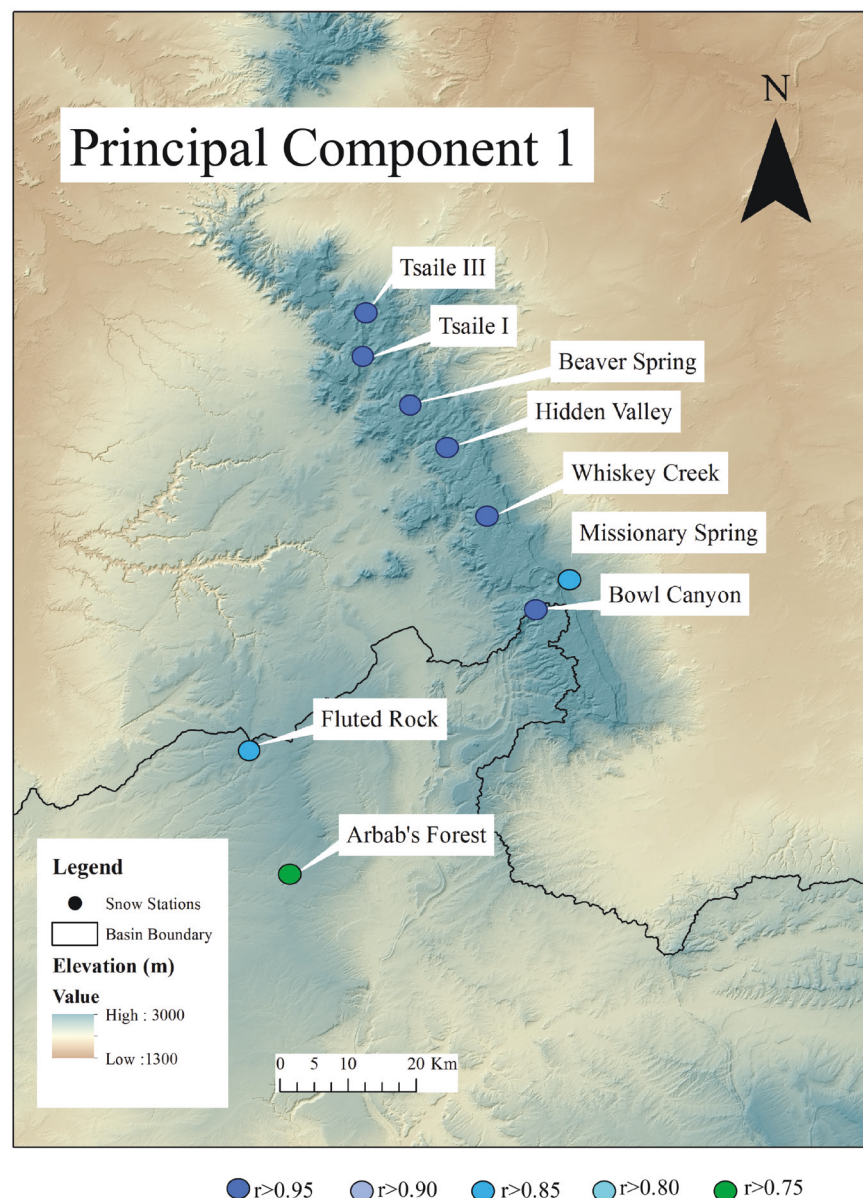 Principal Component 1
N
Tsaile III
Tsaile I
Beaver Spring
Hidden Valley
Whiskey Creek
Missionary Spring
Bowl Canyon
Fluted Rock
Arbab's Forest
Legend
Snow Stations
Basin Boundary
Elevation (m)
Value
High : 3000
Low :1300
0 5 10 20 Km
r>0.95 r>0.90 r>0.85 r>0.80 r>0.75